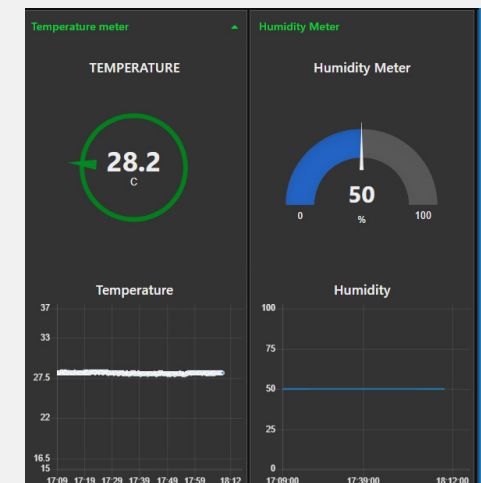 Temperature meter
TEMPERATURE
28.2
C
Temperature
37
33
27.5
22
16.5
15
17:09 17:19 17:29 17:39 17:49 17:59 18:12
Humidity Meter
Humidity Meter
50
0 % 100
Humidity
100
75
50
25
0
17:09:00 17:39:00 18:12:00